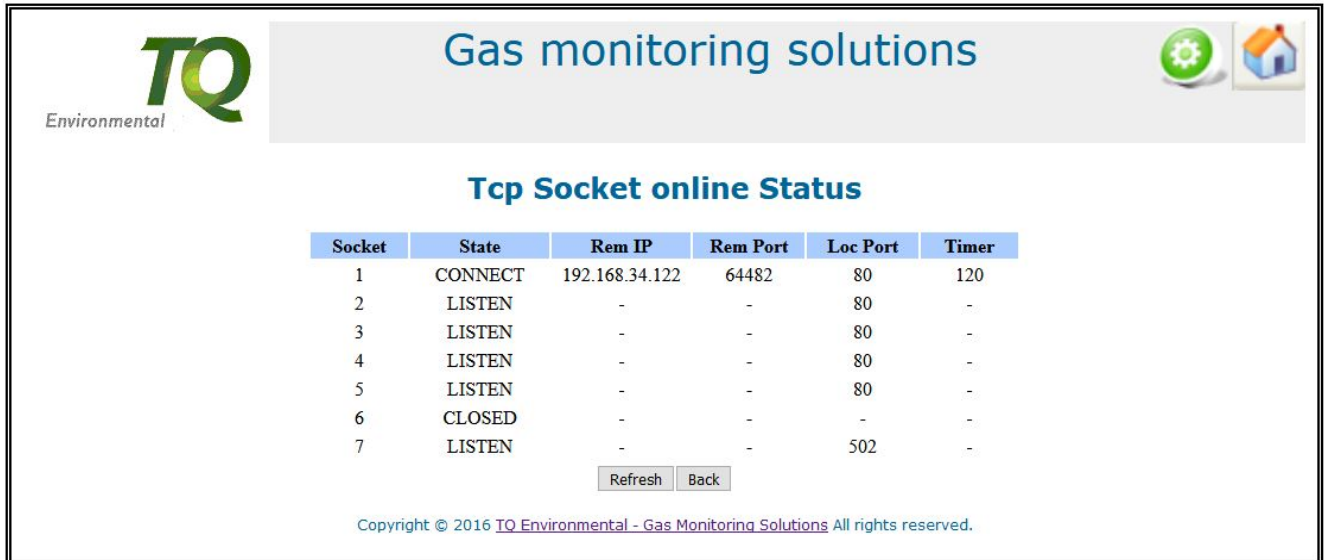 TQ
Environmental
Gas monitoring solutions
Tcp Socket online Status
Socket State Rem IP Rem Port Loc Port Timer
1 CONNECT 192.168.34.122 64482 80 120
2 LISTEN - - 80 -
3 LISTEN - - 80 -
4 LISTEN - - 80 -
5 LISTEN - - 80 -
6 CLOSED - - - -
7 LISTEN - - 502 -
Refresh Back
Copyright © 2016 TQ Environmental - Gas Monitoring Solutions All rights reserved.